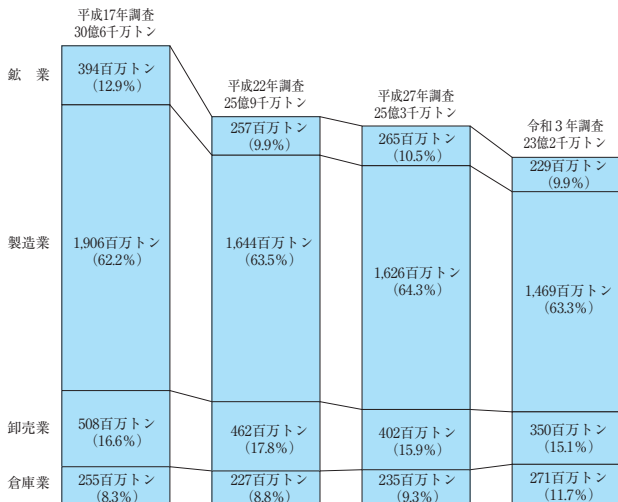 平成17年調査
30億6千万トン
平成22年調査
25億9千万トン
平成27年調査
25億3千万トン
令和3年調査
23億2千万トン
鉱　業
394百万トン
(12.9%)
257百万トン
(9.9%)
265百万トン
(10.5%)
229百万トン
(9.9%)
製造業
1,906百万トン
(62.2%)
1,644百万トン
(63.5%)
1,626百万トン
(64.3%)
1,469百万トン
(63.3%)
卸売業
508百万トン
(16.6%)
462百万トン
(17.8%)
402百万トン
(15.9%)
350百万トン
(15.1%)
倉庫業
255百万トン
(8.3%)
227百万トン
(8.8%)
235百万トン
(9.3%)
271百万トン
(11.7%)